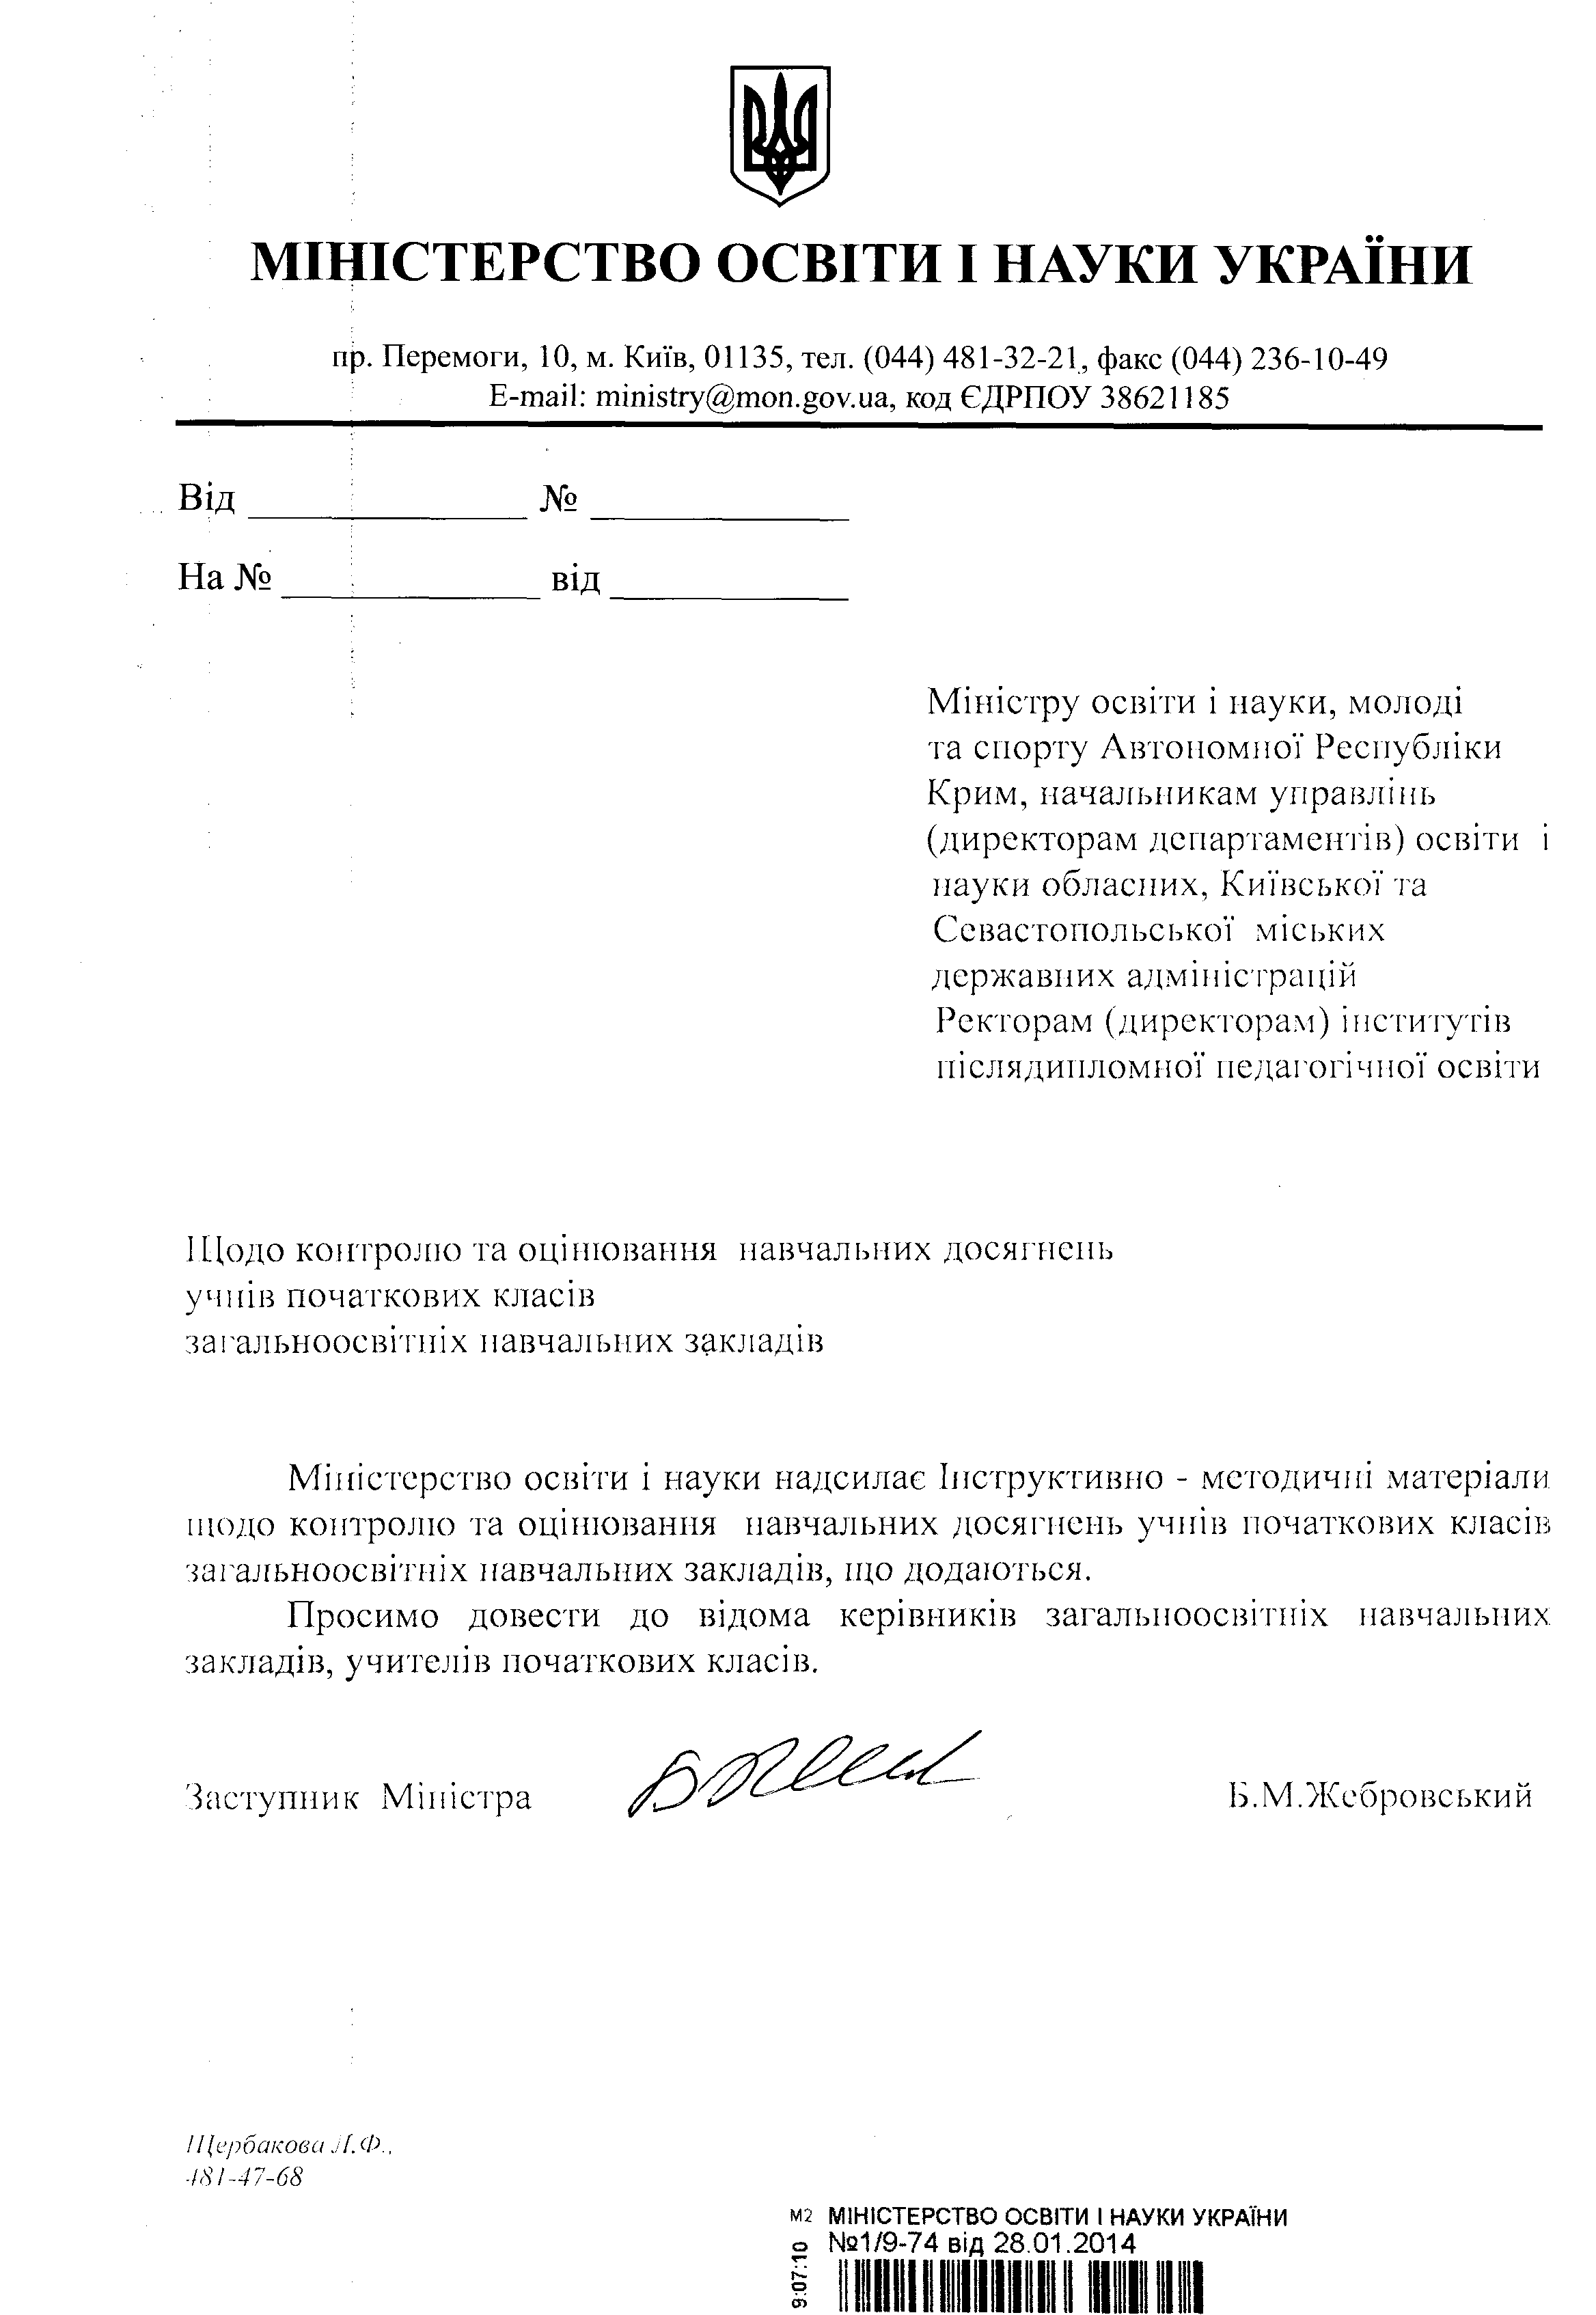 МІНІСТЕРСТВО ОСВІТИ І НАУКИ УКРАЇНИ
пр. Перемоги, 10, м. Київ, 01135, тел. (044) 481-32-21, факс (044) 236-10-49
E-mail: ministry@mon.gov.ua, код ЄДРПОУ 38621185
Від ______________ № _____________
На № _____________ від ____________
Міністру освіти і науки, молоді
та спорту Автономної Республіки
Крим, начальникам управлінь
(директорам департаментів) освіти і
науки обласних, Київської та
Севастопольської міських
державних адміністрацій
Ректорам (директорам) інститутів
післядипломної педагогічної освіти
Щодо контролю та оцінювання навчальних досягнень
учнів початкових класів
загальноосвітніх навчальних закладів
Міністерство освіти і науки надсилає Інструктивно - методичні матеріали
щодо контролю та оцінювання навчальних досягнень учнів початкових класів
загальноосвітніх навчальних закладів, що додаються.
Просимо довести до відома керівників загальноосвітніх навчальних
закладів, учителів початкових класів.
Заступник Міністра Б.М.Жебровський
Щербакова Л.Ф.,
481-47-68
М2 МІНІСТЕРСТВО ОСВІТИ І НАУКИ УКРАЇНИ
№1/9-74 від 28.01.2014
9:07:10